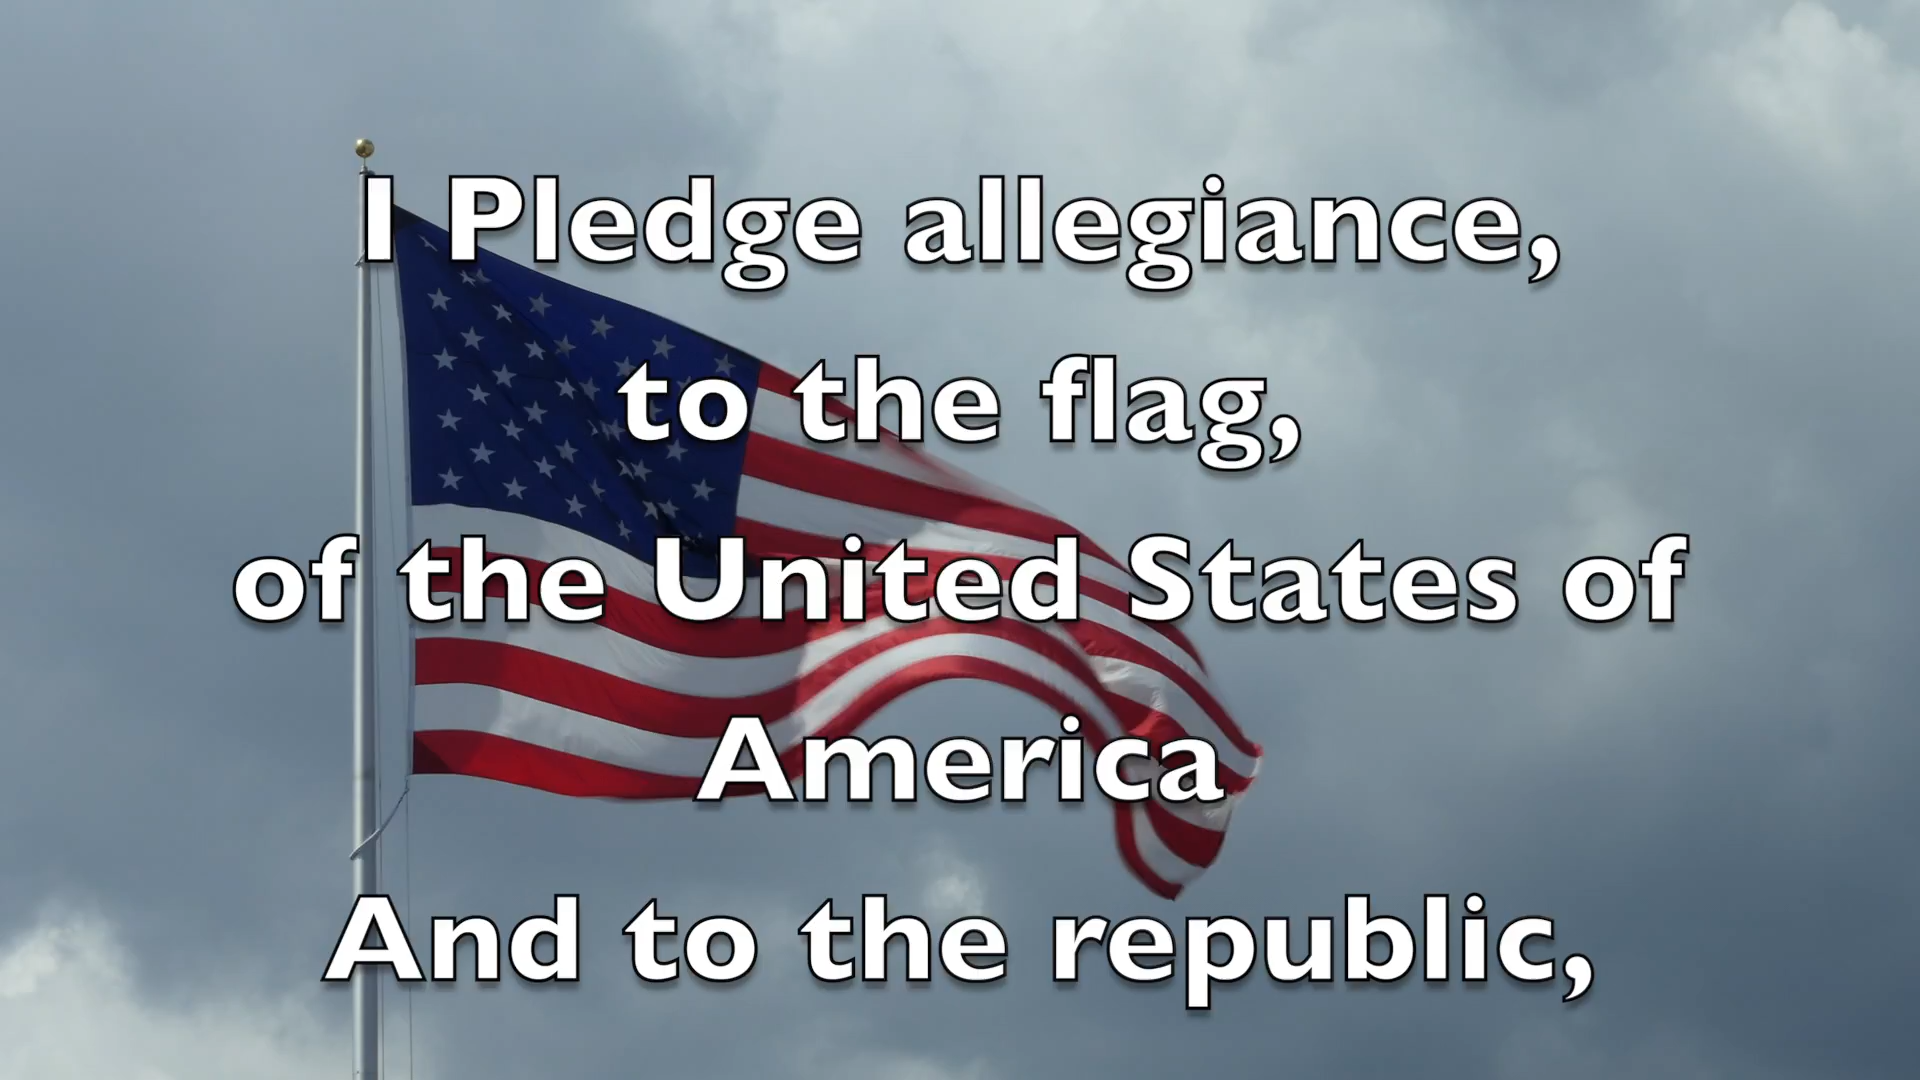 I Pledge allegiance,
to the flag,
of the United States of
America
And to the republic,